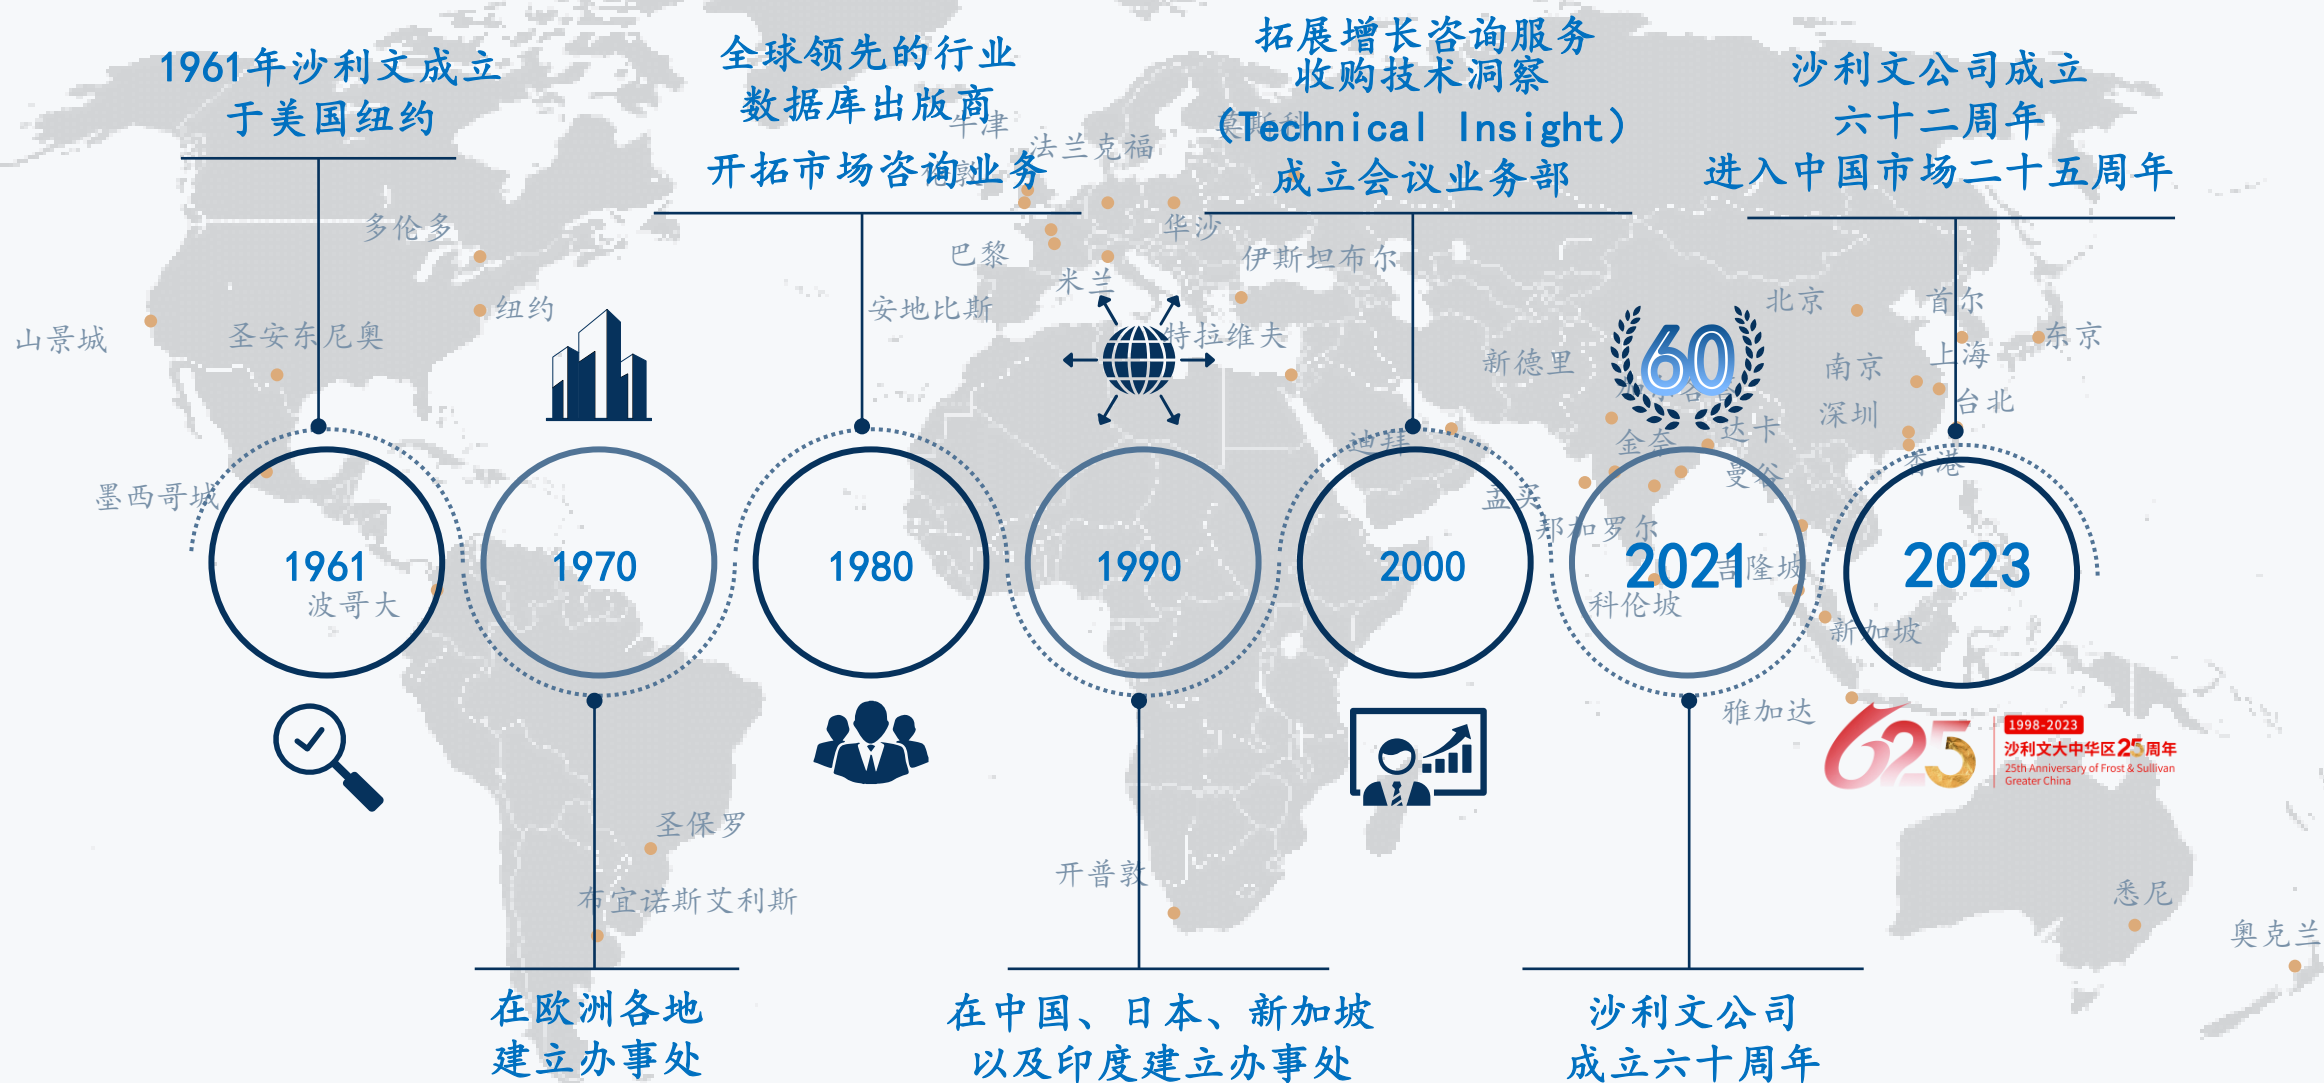 1961年沙利文成立
于美国纽约
全球领先的行业
数据库出版商
开拓市场咨询业务
拓展增长咨询服务
收购技术洞察
(Technical Insight)
成立会议业务部
沙利文公司成立
六十二周年
进入中国市场二十五周年
牛津
法兰克福
莫斯科
伦敦
多伦多
华沙
巴黎
伊斯坦布尔
米兰
纽约
安地比斯
山景城
圣安东尼奥
特拉维夫
北京
首尔
东京
上海
新德里
南京
60
台北
深圳
达卡
金奈
迪拜
香港
曼谷
孟买
墨西哥城
邦加罗尔
1961
1970
1980
1990
2000
2021
2023
吉隆坡
波哥大
科伦坡
新加坡
雅加达
625
1998-2023
沙利文大中华区25周年
25th Anniversary of Frost & Sullivan
Greater China
圣保罗
布宜诺斯艾利斯
开普敦
悉尼
奥克兰
在欧洲各地
建立办事处
在中国、日本、新加坡
以及印度建立办事处
沙利文公司
成立六十周年